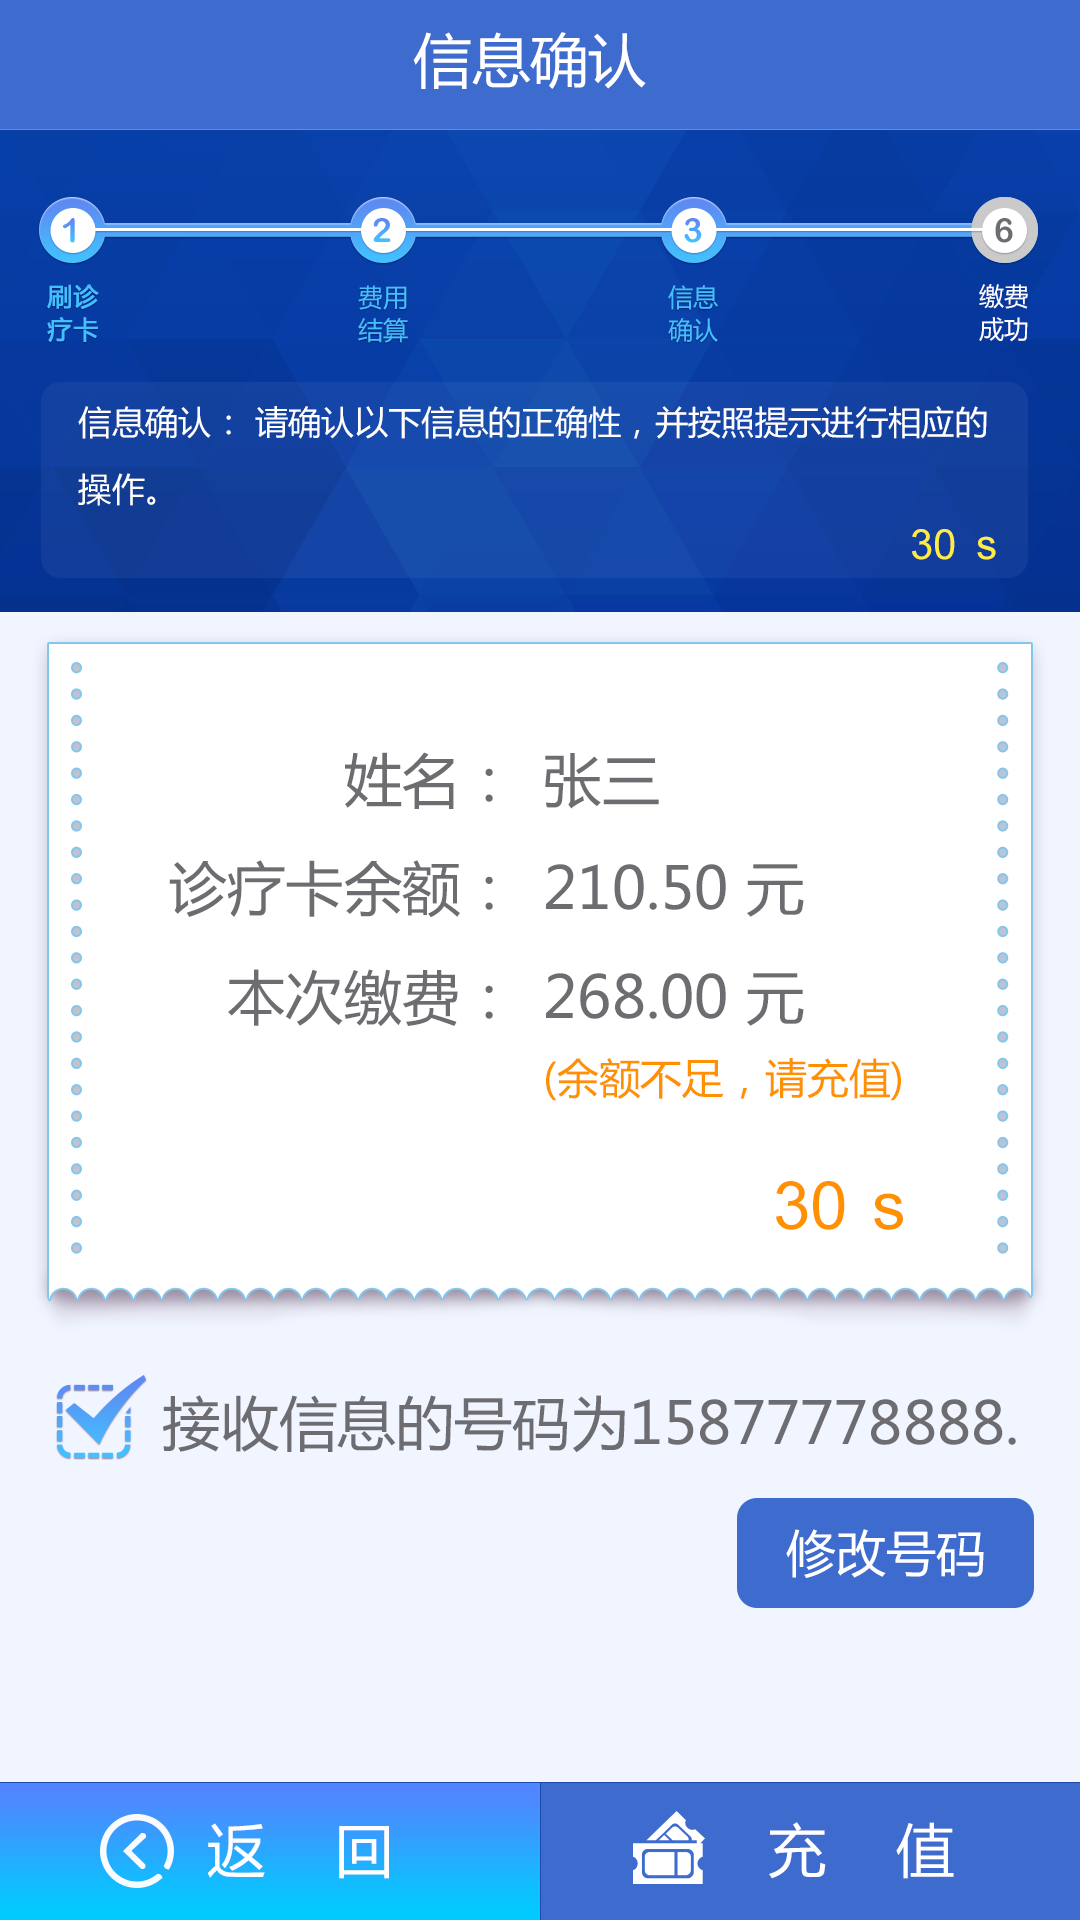 信息确认
1 2 3 6
刷诊 费用 信息 缴费
疗卡 结算 确认 成功
信息确认： 请确认以下信息的正确性，并按照提示进行相应的
操作。
30 s
姓名： 张三
诊疗卡余额： 210.50 元
本次缴费： 268.00 元
(余额不足，请充值)
30 s
接收信息的号码为15877778888.
修改号码
返 回 充 值